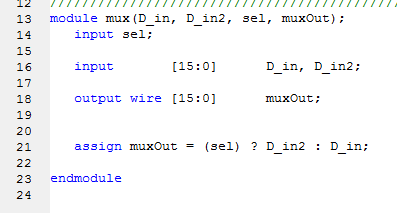 12 ////////////////////////////////////////////
13 module mux(D_in, D_in2, sel, muxOut);
14 input sel;
15
16 input [15:0] D_in, D_in2;
17
18 output wire [15:0] muxOut;
19
20
21 assign muxOut = (sel) ? D_in2 : D_in;
22
23 endmodule
24